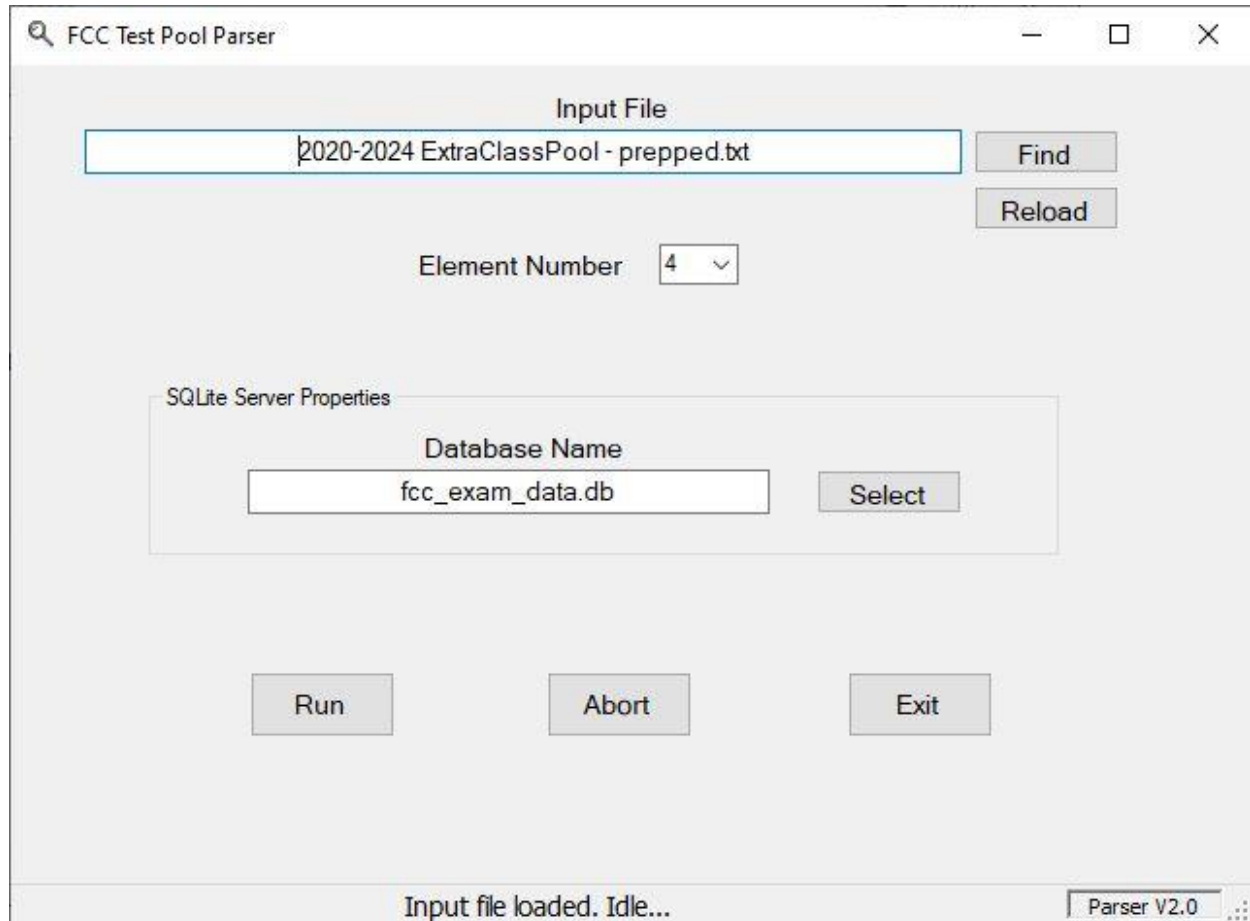 FCC Test Pool Parser
Input File
2020-2024 ExtraClassPool - prepped.txt
Find
Reload
Element Number 4
SQLite Server Properties
Database Name
fcc_exam_data.db
Select
Run Abort Exit
Input file loaded. Idle...
Parser V2.0